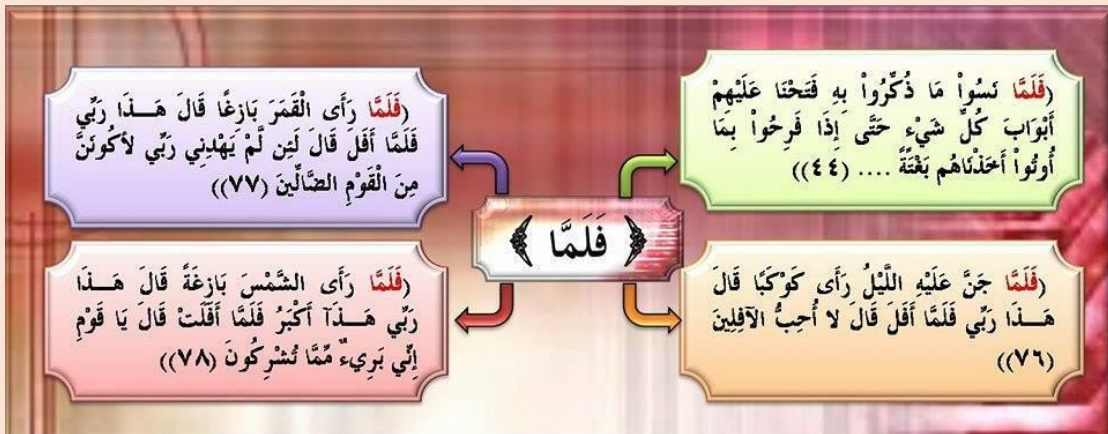 (فَلَمَّا نَسُواْ مَا ذُكِّرُواْ بِهِ فَتَحْنَا عَلَيْهِمْ
أَبْوَابَ كُلِّ شَيْءٍ حَتَّى إِذَا فَرِحُواْ بِمَا
أُوتُواْ أَخَذْنَاهُم بَغْتَةً .... (٤٤))
(فَلَمَّا رَأَى الْقَمَرَ بَازِغًا قَالَ هَـذَا رَبِّي
فَلَمَّا أَفَلَ قَالَ لَئِن لَّمْ يَهْدِنِي رَبِّي لأكُونَنَّ
مِنَ الْقَوْمِ الضَّالِّينَ (٧٧))
﴿ فَلَمَّا ﴾
(فَلَمَّا جَنَّ عَلَيْهِ اللَّيْلُ رَأَى كَوْكَبًا قَالَ
هَـذَا رَبِّي فَلَمَّا أَفَلَ قَالَ لا أُحِبُّ الآفِلِينَ
(٧٦))
(فَلَمَّا رَأَى الشَّمْسَ بَازِغَةً قَالَ هَـذَا
رَبِّي هَـذَآ أَكْبَرُ فَلَمَّا أَفَلَتْ قَالَ يَا قَوْمِ
إِنِّي بَرِيءٌ مِّمَّا تُشْرِكُونَ (٧٨))